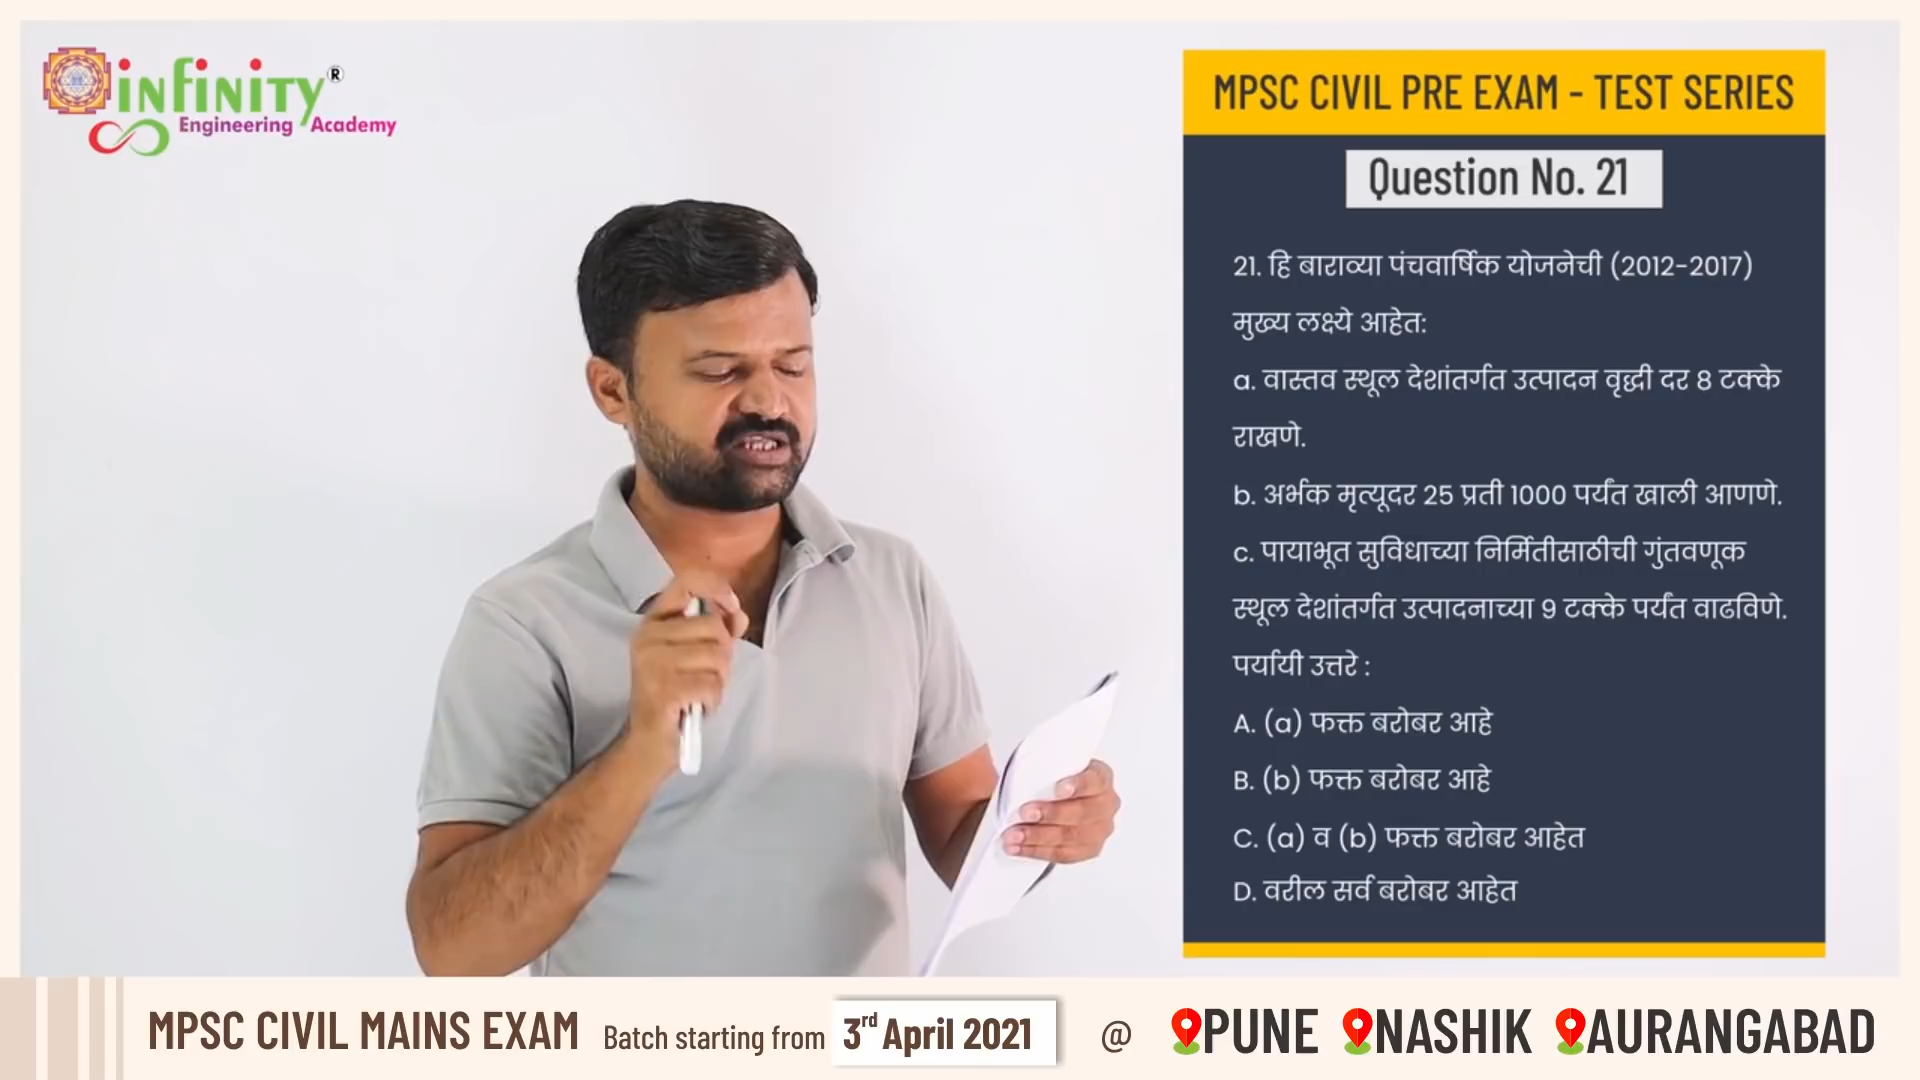 infinity®
Engineering Academy
MPSC CIVIL PRE EXAM - TEST SERIES
Question No. 21
21. हि बाराव्या पंचवार्षिक योजनेची (2012-2017)
मुख्य लक्ष्ये आहेत:
a. वास्तव स्थूल देशांतर्गत उत्पादन वृद्धी दर 8 टक्के
राखणे.
b. अर्भक मृत्यूदर 25 प्रती 1000 पर्यंत खाली आणणे.
c. पायाभूत सुविधाच्या निर्मितीसाठीची गुंतवणूक
स्थूल देशांतर्गत उत्पादनाच्या 9 टक्के पर्यंत वाढविणे.
पर्यायी उत्तरे :
A. (a) फक्त बरोबर आहे
B. (b) फक्त बरोबर आहे
C. (a) व (b) फक्त बरोबर आहेत
D. वरील सर्व बरोबर आहेत
MPSC CIVIL MAINS EXAM Batch starting from 3rd April 2021 @ PUNE NASHIK AURANGABAD